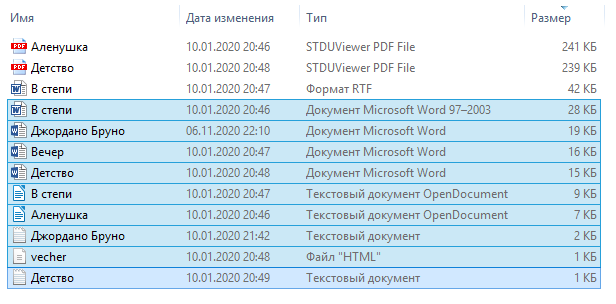 Имя Дата изменения Тип Размер
PDF Аленушка 10.01.2020 20:46 STDUViewer PDF File 241 КБ
PDF Детство 10.01.2020 20:48 STDUViewer PDF File 239 КБ
W В степи 10.01.2020 20:47 Формат RTF 42 КБ
W В степи 10.01.2020 20:46 Документ Microsoft Word 97–2003 28 КБ
W Джордано Бруно 06.11.2020 22:10 Документ Microsoft Word 19 КБ
W Вечер 10.01.2020 20:47 Документ Microsoft Word 16 КБ
W Детство 10.01.2020 20:48 Документ Microsoft Word 15 КБ
В степи 10.01.2020 20:47 Текстовый документ OpenDocument 9 КБ
Аленушка 10.01.2020 20:46 Текстовый документ OpenDocument 7 КБ
Джордано Бруно 10.01.2020 21:42 Текстовый документ 2 КБ
vecher 10.01.2020 20:48 Файл "HTML" 1 КБ
Детство 10.01.2020 20:49 Текстовый документ 1 КБ